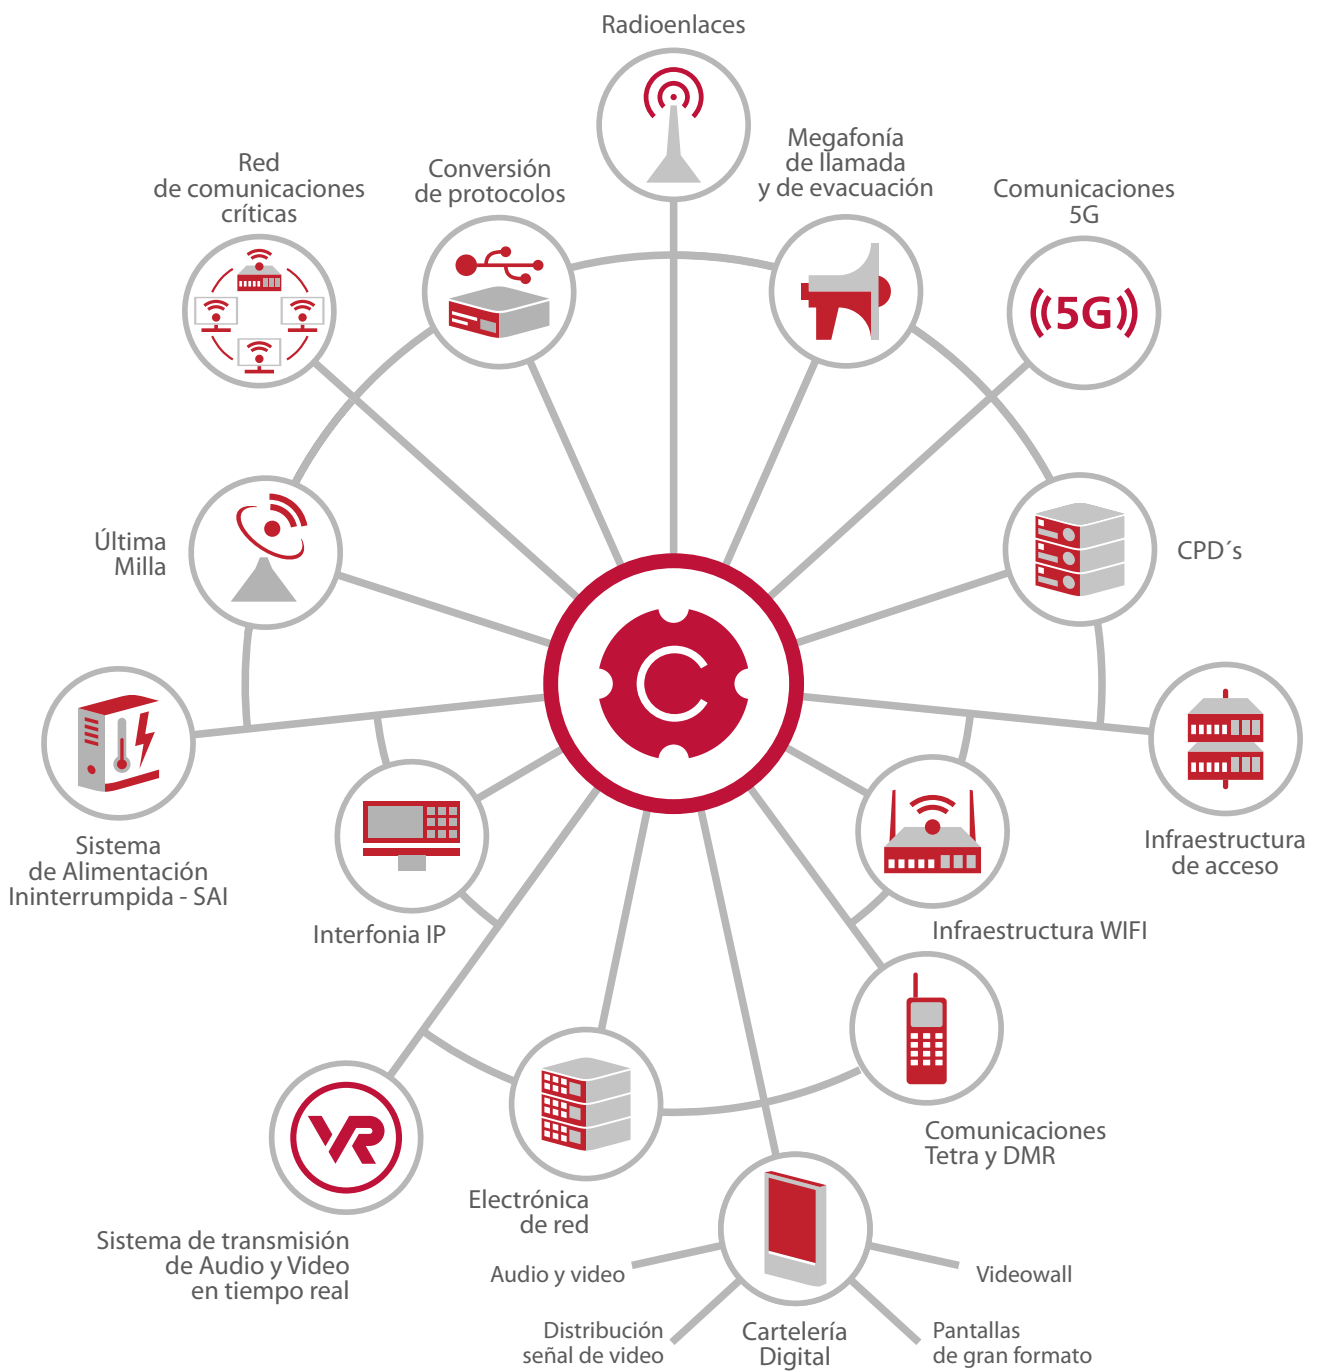 Radioenlaces
Megafonía
de llamada
y de evacuación
Red
de comunicaciones
críticas
Conversión
de protocolos
Comunicaciones
5G
((5G))
Última
Milla
CPD´s
Sistema
de Alimentación
Ininterrumpida - SAI
C
Infraestructura
de acceso
Interfonia IP
Infraestructura WIFI
VR
Comunicaciones
Tetra y DMR
Electrónica
de red
Sistema de transmisión
de Audio y Video
en tiempo real
Audio y video
Videowall
Distribución
señal de video
Cartelería
Digital
Pantallas
de gran formato